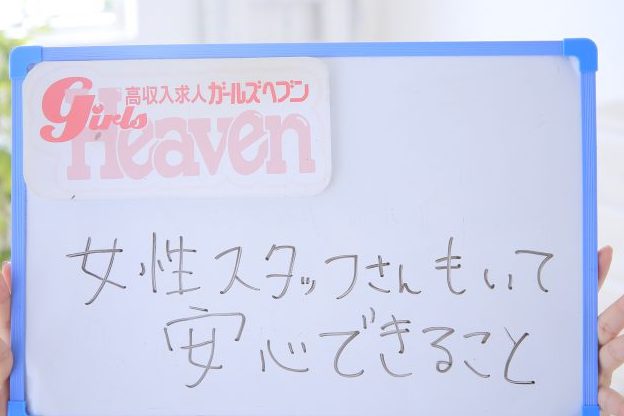 高収入求人ガールズヘブン
Girls
Heaven
女性スタッフさんもいて
安心できること